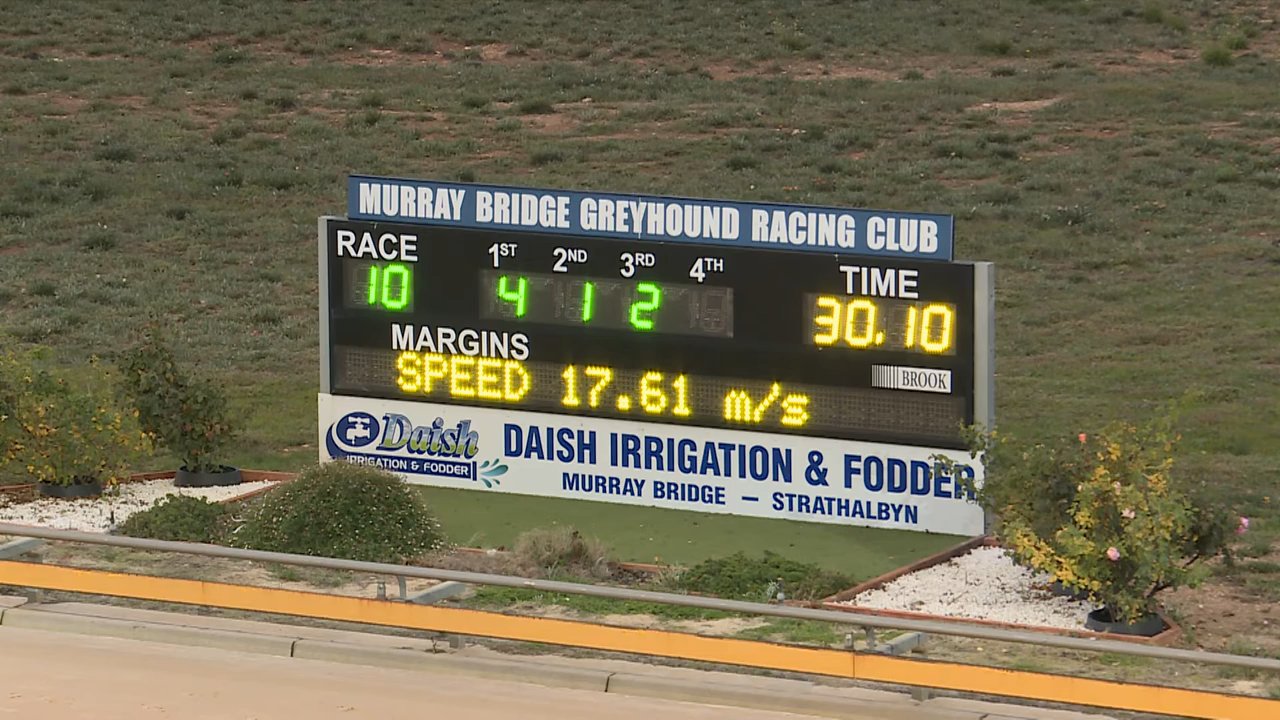 MURRAY BRIDGE GREYHOUND RACING CLUB
RACE 1ST 2ND 3RD 4TH TIME
10 4 1 2 30.10
MARGINS
SPEED 17.61 m/s
BROOK
Daish
IRRIGATION & FODDER
DAISH IRRIGATION & FODDER
MURRAY BRIDGE – STRATHALBYN